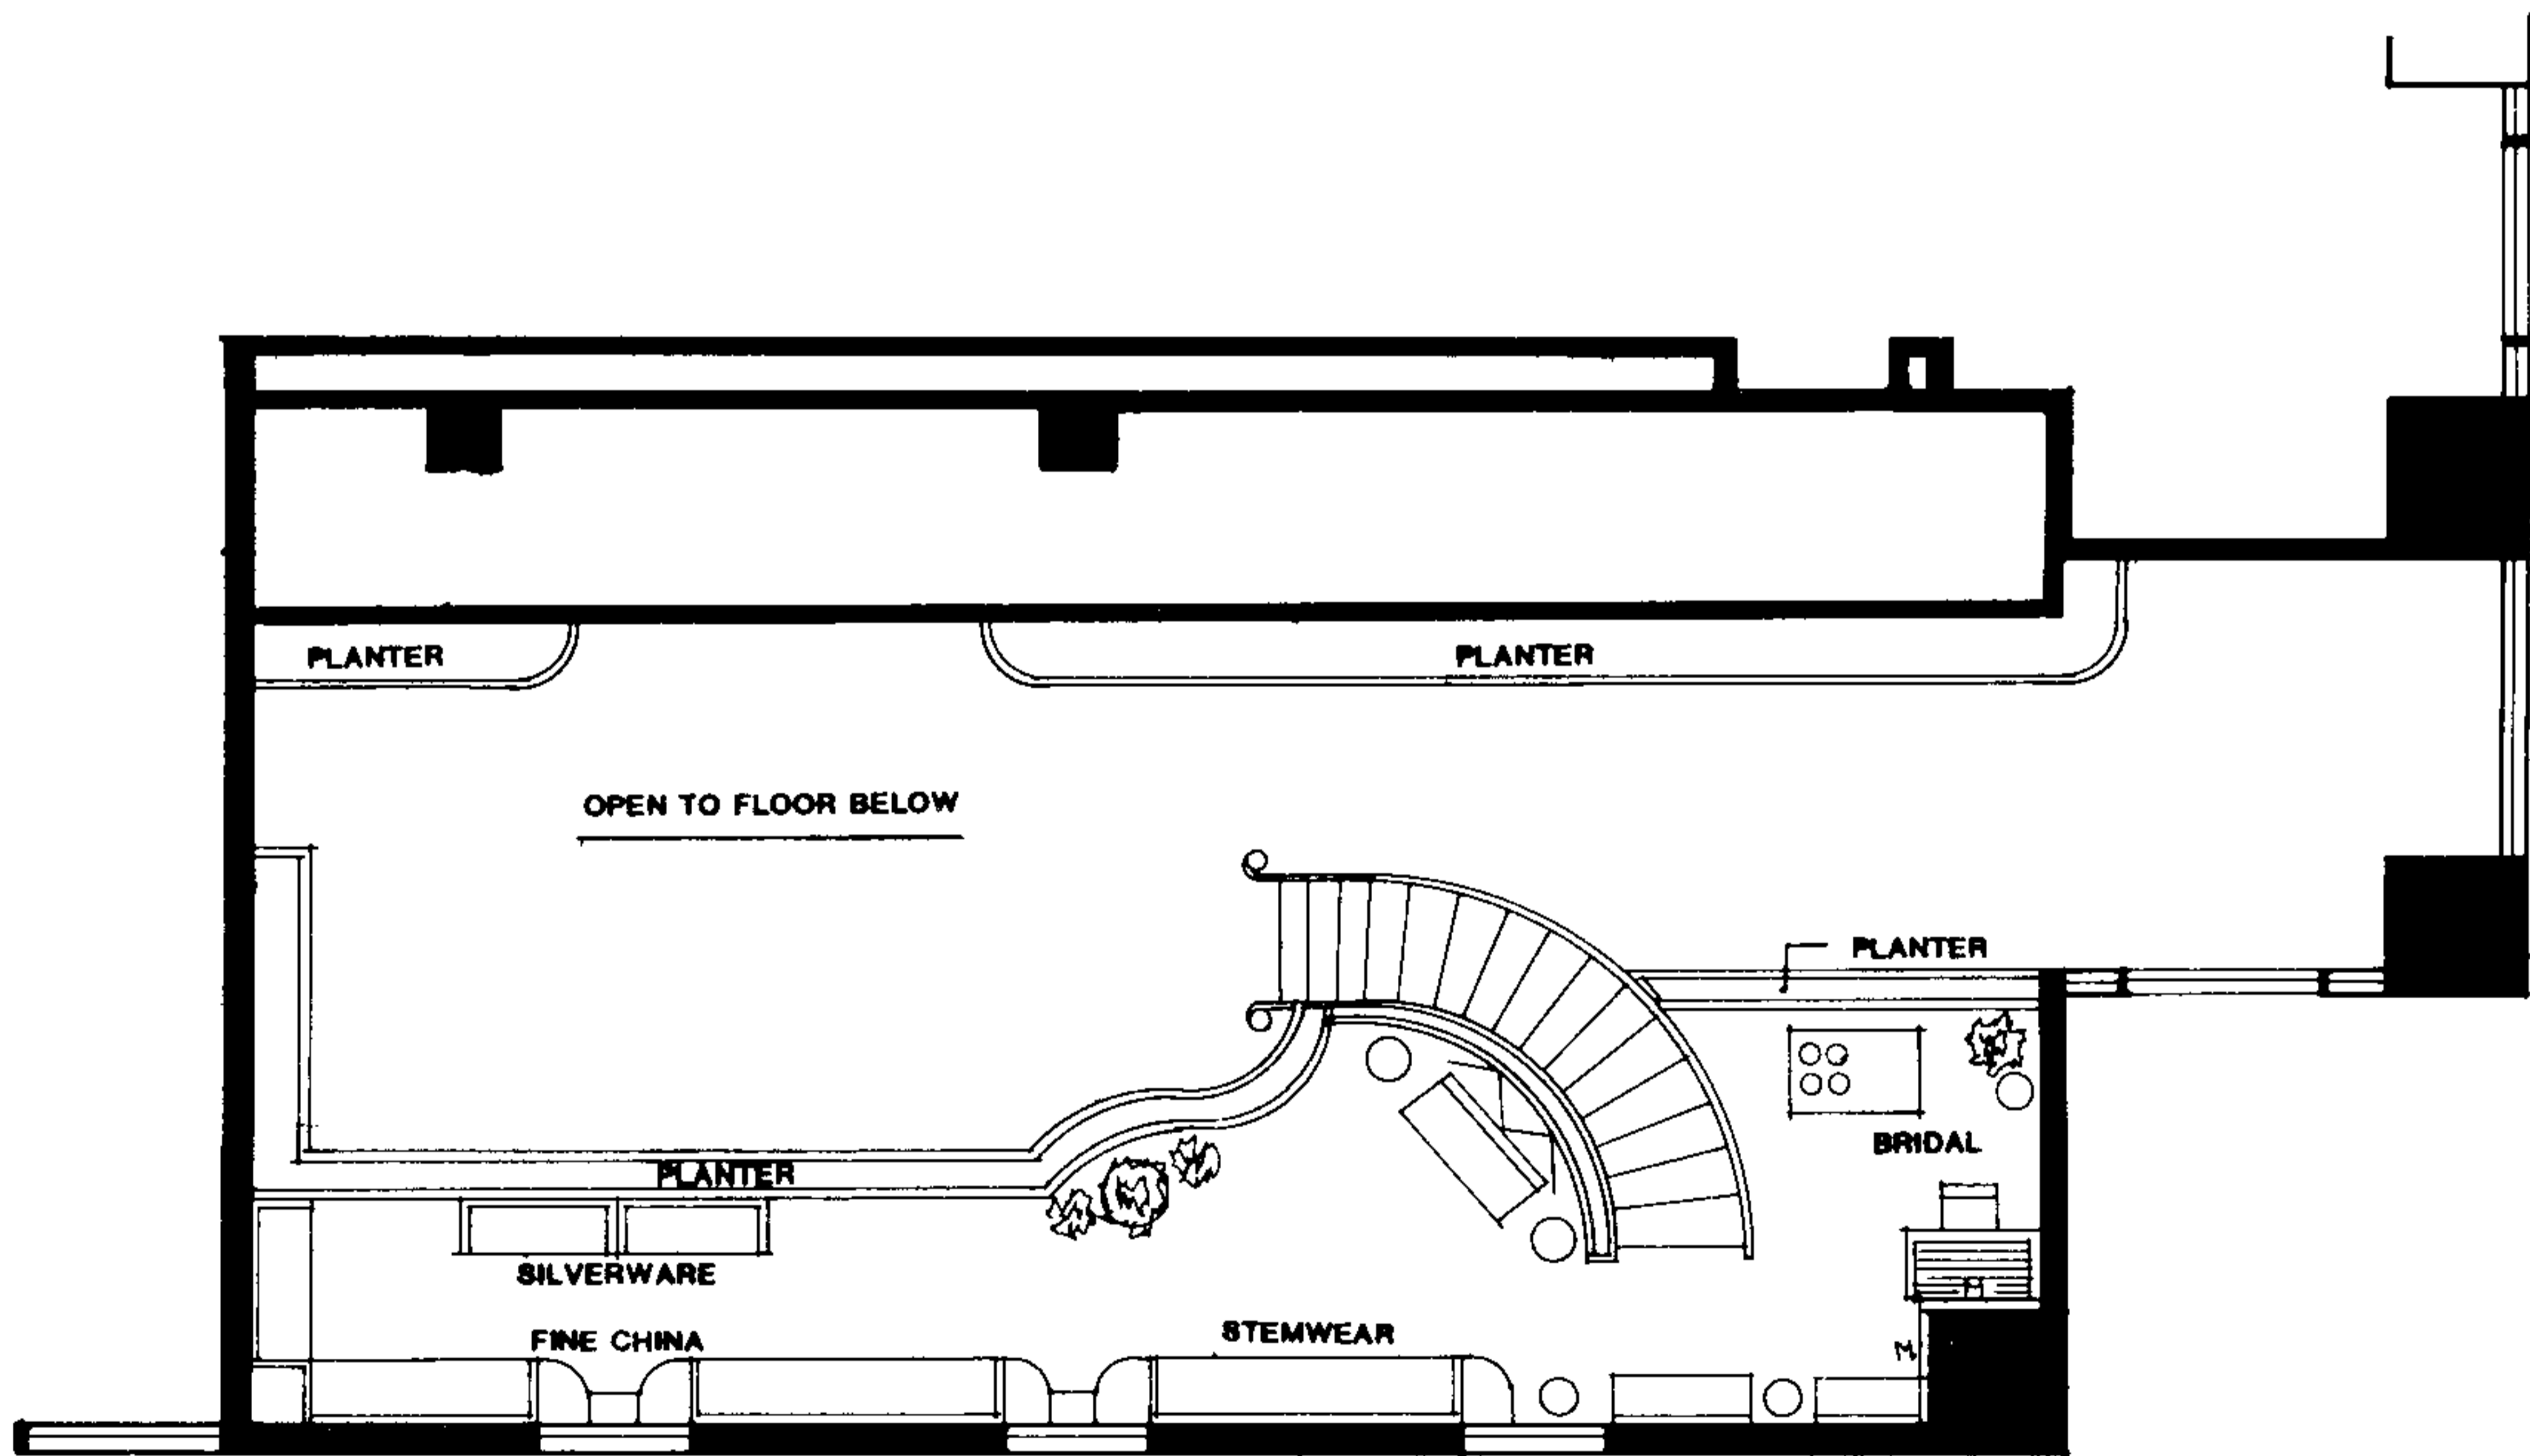 PLANTER
PLANTER
OPEN TO FLOOR BELOW
PLANTER
BRIDAL
PLANTER
SILVERWARE
FINE CHINA
STEMWEAR
M